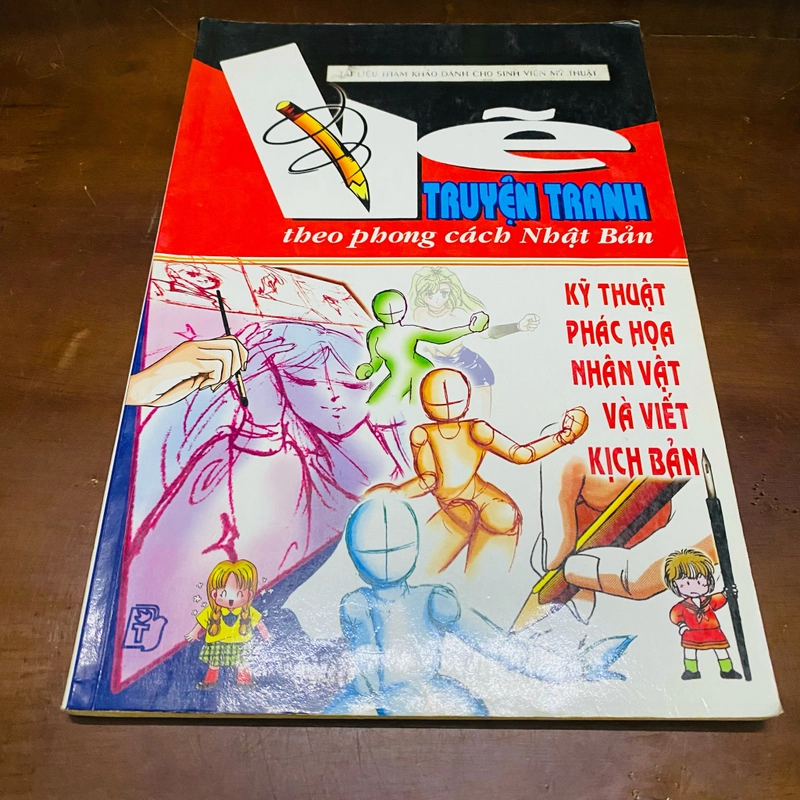 TÀI LIỆU THAM KHẢO DÀNH CHO SINH VIÊN MỸ THUẬT
Vẽ
TRUYỆN TRANH
theo phong cách Nhật Bản
KỸ THUẬT
PHÁC HỌA
NHÂN VẬT
VÀ VIẾT
KỊCH BẢN